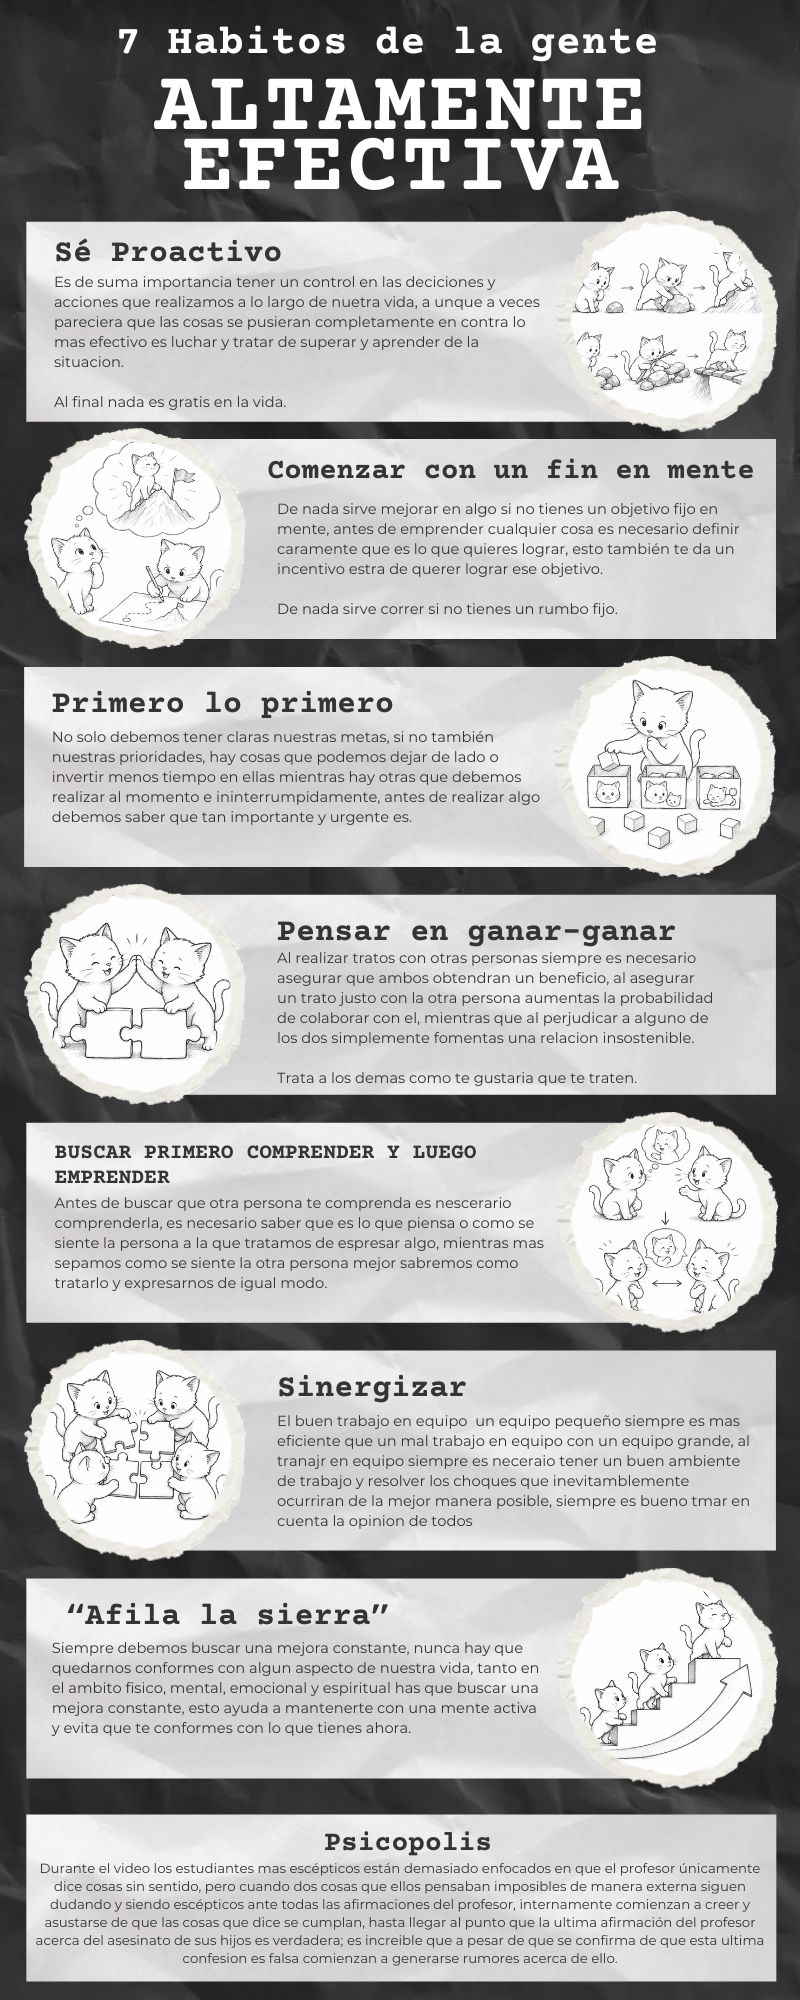 7 Habitos de la gente
ALTAMENTE
EFECTIVA
Sé Proactivo
Es de suma importancia tener un control en las deciciones y
acciones que realizamos a lo largo de nuetra vida, a unque a veces
pareciera que las cosas se pusieran completamente en contra lo
mas efectivo es luchar y tratar de superar y aprender de la
situacion.
Al final nada es gratis en la vida.
Comenzar con un fin en mente
De nada sirve mejorar en algo si no tienes un objetivo fijo en
mente, antes de emprender cualquier cosa es necesario definir
caramente que es lo que quieres lograr, esto también te da un
incentivo estra de querer lograr ese objetivo.
De nada sirve correr si no tienes un rumbo fijo.
Primero lo primero
No solo debemos tener claras nuestras metas, si no también
nuestras prioridades, hay cosas que podemos dejar de lado o
invertir menos tiempo en ellas mientras hay otras que debemos
realizar al momento e ininterrumpidamente, antes de realizar algo
debemos saber que tan importante y urgente es.
Pensar en ganar-ganar
Al realizar tratos con otras personas siempre es necesario
asegurar que ambos obtendran un beneficio, al asegurar
un trato justo con la otra persona aumentas la probabilidad
de colaborar con el, mientras que al perjudicar a alguno de
los dos simplemente fomentas una relacion insostenible.
Trata a los demas como te gustaria que te traten.
BUSCAR PRIMERO COMPRENDER Y LUEGO
EMPRENDER
Antes de buscar que otra persona te comprenda es nescerario
comprenderla, es necesario saber que es lo que piensa o como se
siente la persona a la que tratamos de espresar algo, mientras mas
sepamos como se siente la otra persona mejor sabremos como
tratarlo y expresarnos de igual modo.
Sinergizar
El buen trabajo en equipo  un equipo pequeño siempre es mas
eficiente que un mal trabajo en equipo con un equipo grande, al
tranajr en equipo siempre es neceraio tener un buen ambiente
de trabajo y resolver los choques que inevitamblemente
ocurriran de la mejor manera posible, siempre es bueno tmar en
cuenta la opinion de todos
“Afila la sierra”
Siempre debemos buscar una mejora constante, nunca hay que
quedarnos conformes con algun aspecto de nuestra vida, tanto en
el ambito fisico, mental, emocional y espiritual has que buscar una
mejora constante, esto ayuda a mantenerte con una mente activa
y evita que te conformes con lo que tienes ahora.
Psicopolis
Durante el video los estudiantes mas escépticos están demasiado enfocados en que el profesor únicamente
dice cosas sin sentido, pero cuando dos cosas que ellos pensaban imposibles de manera externa siguen
dudando y siendo escépticos ante todas las afirmaciones del profesor, internamente comienzan a creer y
asustarse de que las cosas que dice se cumplan, hasta llegar al punto que la ultima afirmación del profesor
acerca del asesinato de sus hijos es verdadera; es increible que a pesar de que se confirma de que esta ultima
confesion es falsa comienzan a generarse rumores acerca de ello.